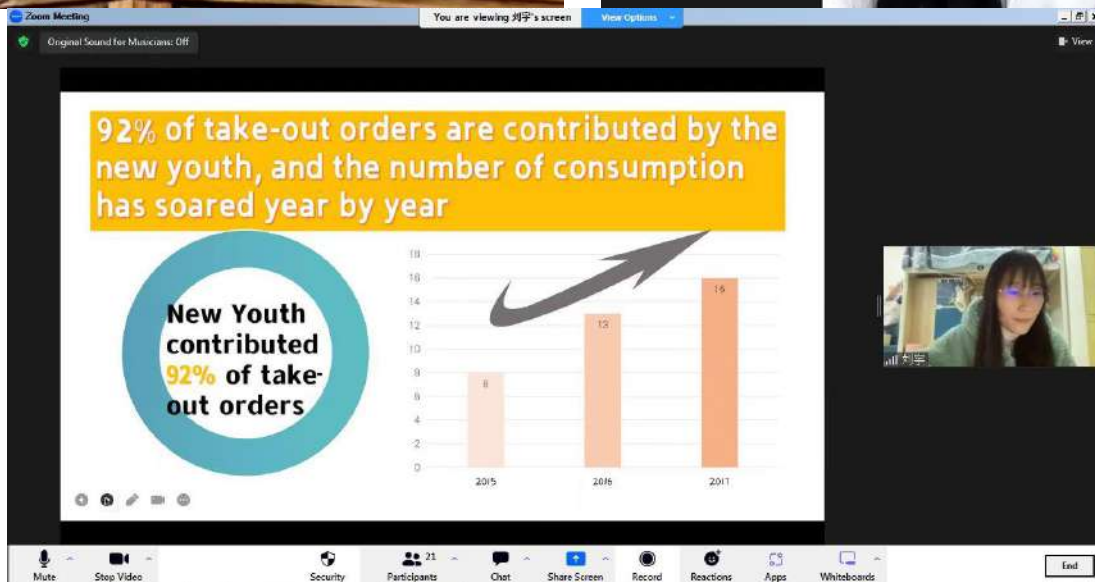 Zoom Meeting
You are viewing 刘宇's screen
View Options
Original Sound for Musicians: Off
View
92% of take-out orders are contributed by the
new youth, and the number of consumption
has soared year by year
New Youth
contributed
92% of take-
out orders
18
16
14
12
10
8
6
4
2
0
8
13
16
2015
2016
2017
刘宇
Mute
Stop Video
Security
Participants
21
Chat
Share Screen
Record
Reactions
Apps
Whiteboards
End